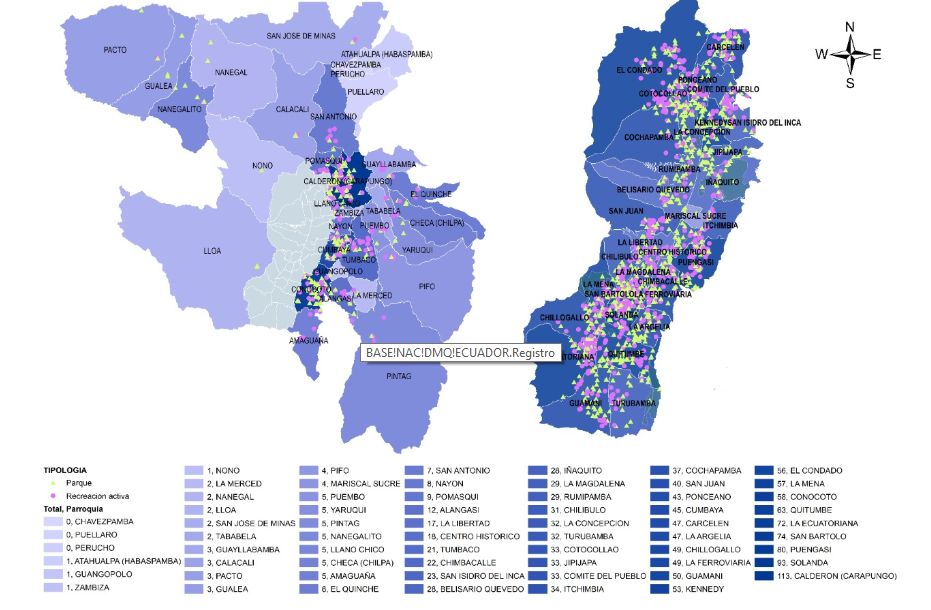 N
W E
S
PACTO
SAN JOSE DE MINAS
ATAHUALPA (HABASPAMBA)
CHAVEZPAMBA
PERUCHO
NANEGAL
GUALEA
PUELLARO
NANEGALITO
CALACALI
SAN ANTONIO
NONO
POMASQUI
GUAYLLABAMBA
CALDERON (CARAPUNGO)
EL QUINCHE
LLANO CHICO
ZAMBIZA
TABABELA
NAYON
PUEMBO
CHECA (CHILPA)
LLOA
CUMBAYA
YARUQUI
TUMBACO
GUANGOPOLO
PIFO
CONOCOTO
ALANGASI
LA MERCED
AMAGUAÑA
PINTAG
BASE!NAC!DMQ!ECUADOR.Registro
CARCELEN
EL CONDADO
PONCEANO
COTOCOLLAO
COMITE DEL PUEBLO
KENNEDY
SAN ISIDRO DEL INCA
LA CONCEPCION
COCHAPAMBA
JIPIJAPA
RUMIPAMBA
IÑAQUITO
BELISARIO QUEVEDO
SAN JUAN
MARISCAL SUCRE
ITCHIMBIA
LA LIBERTAD
CENTRO HISTORICO
CHILIBULO
PUENGASI
LA MAGDALENA
CHIMBACALLE
LA MENA
SAN BARTOLO
LA FERROVIARIA
CHILLOGALLO
SOLANDA
LA ARGELIA
TORIANA
QUITUMBE
GUAMANI
TURUBAMBA
TIPOLOGIA
Parque
Recreacion activa
Total, Parroquia
0, CHAVEZPAMBA
0, PUELLARO
0, PERUCHO
1, ATAHUALPA (HABASPAMBA)
1, GUANGOPOLO
1, ZAMBIZA
1, NONO
2, LA MERCED
2, NANEGAL
2, LLOA
2, SAN JOSE DE MINAS
2, TABABELA
3, GUAYLLABAMBA
3, CALACALI
3, PACTO
3, GUALEA
4, PIFO
4, MARISCAL SUCRE
5, PUEMBO
5, YARUQUI
5, PINTAG
5, NANEGALITO
5, LLANO CHICO
5, CHECA (CHILPA)
5, AMAGUAÑA
6, EL QUINCHE
7, SAN ANTONIO
8, NAYON
9, POMASQUI
12, ALANGASI
17, LA LIBERTAD
18, CENTRO HISTORICO
21, TUMBACO
22, CHIMBACALLE
23, SAN ISIDRO DEL INCA
28, BELISARIO QUEVEDO
28, IÑAQUITO
29, LA MAGDALENA
29, RUMIPAMBA
31, CHILIBULO
32, LA CONCEPCION
32, TURUBAMBA
33, COTOCOLLAO
33, JIPIJAPA
33, COMITE DEL PUEBLO
34, ITCHIMBIA
37, COCHAPAMBA
40, SAN JUAN
43, PONCEANO
45, CUMBAYA
47, CARCELEN
47, LA ARGELIA
49, CHILLOGALLO
49, LA FERROVIARIA
50, GUAMANI
53, KENNEDY
56, EL CONDADO
57, LA MENA
58, CONOCOTO
63, QUITUMBE
72, LA ECUATORIANA
74, SAN BARTOLO
80, PUENGASI
93, SOLANDA
113, CALDERON (CARAPUNGO)